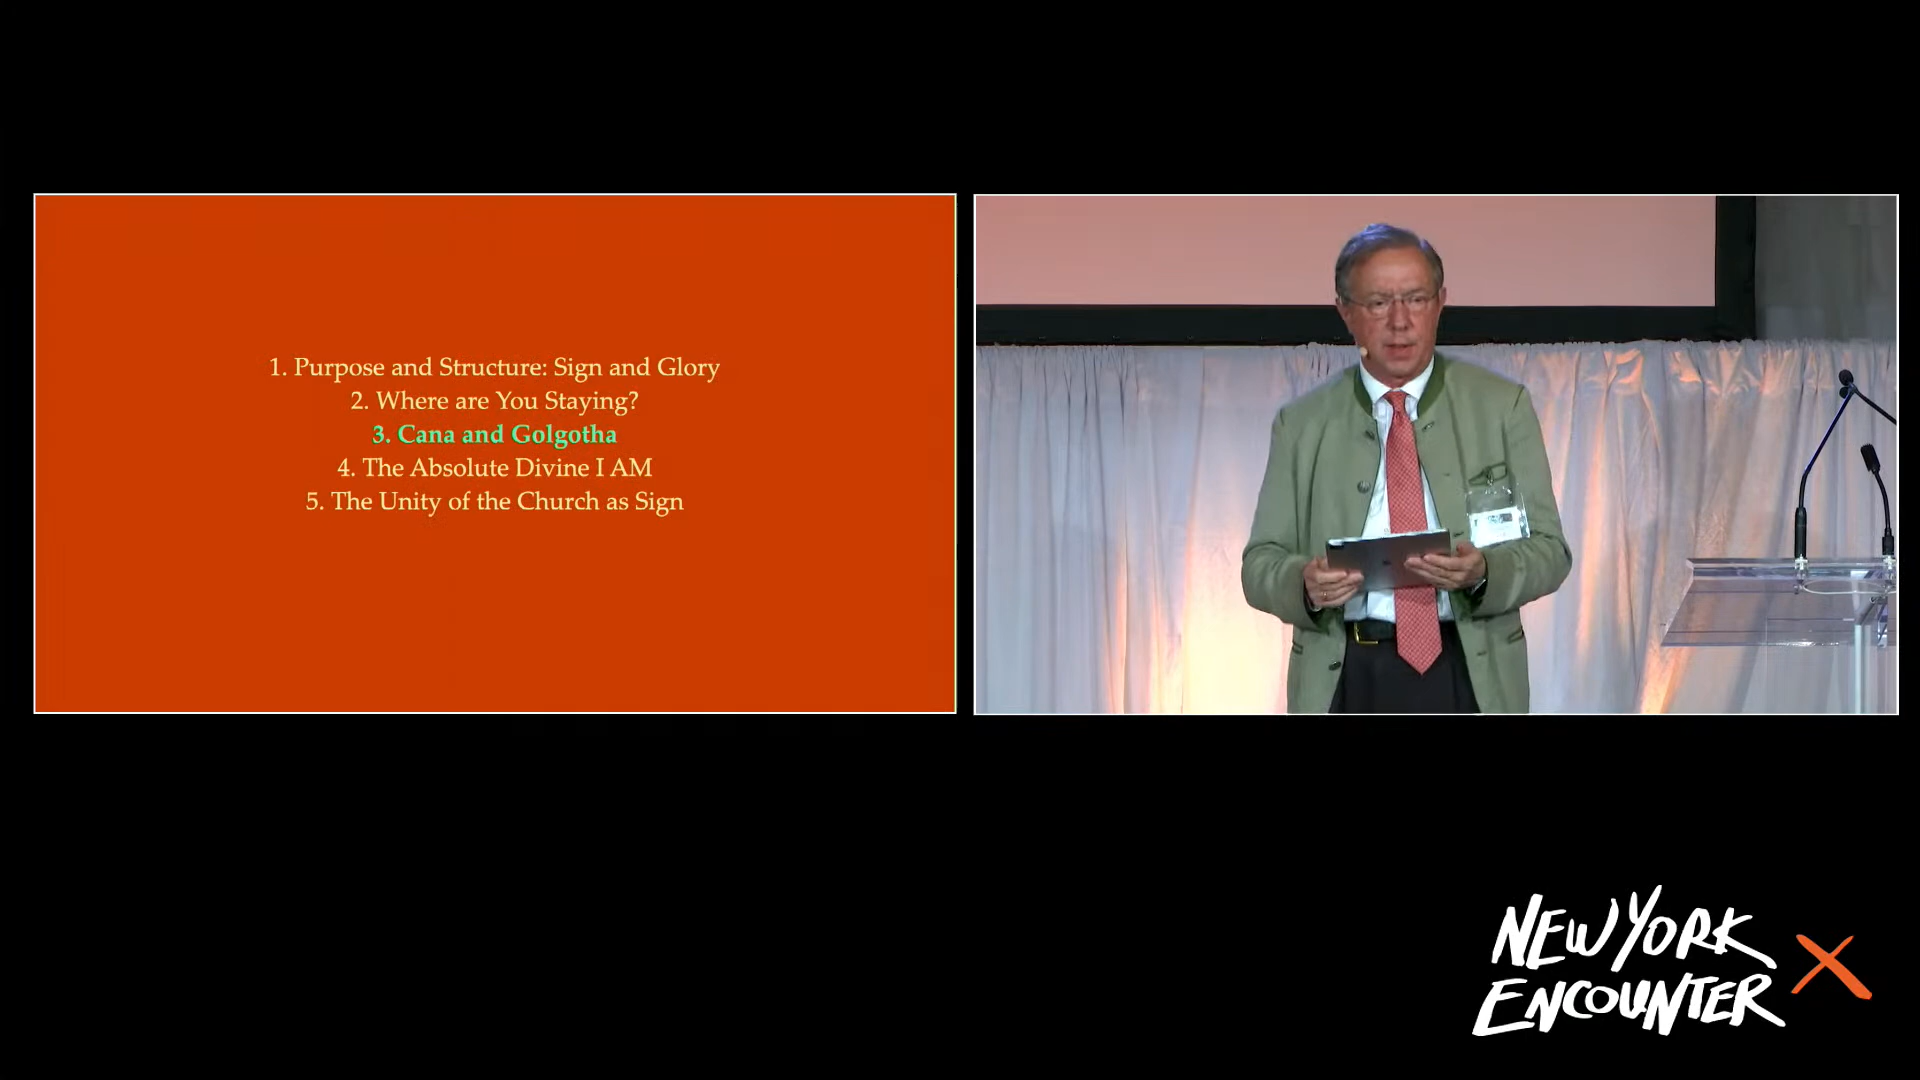 1. Purpose and Structure: Sign and Glory
2. Where are You Staying?
3. Cana and Golgotha
4. The Absolute Divine I AM
5. The Unity of the Church as Sign
NEW YORK
ENCOUNTER